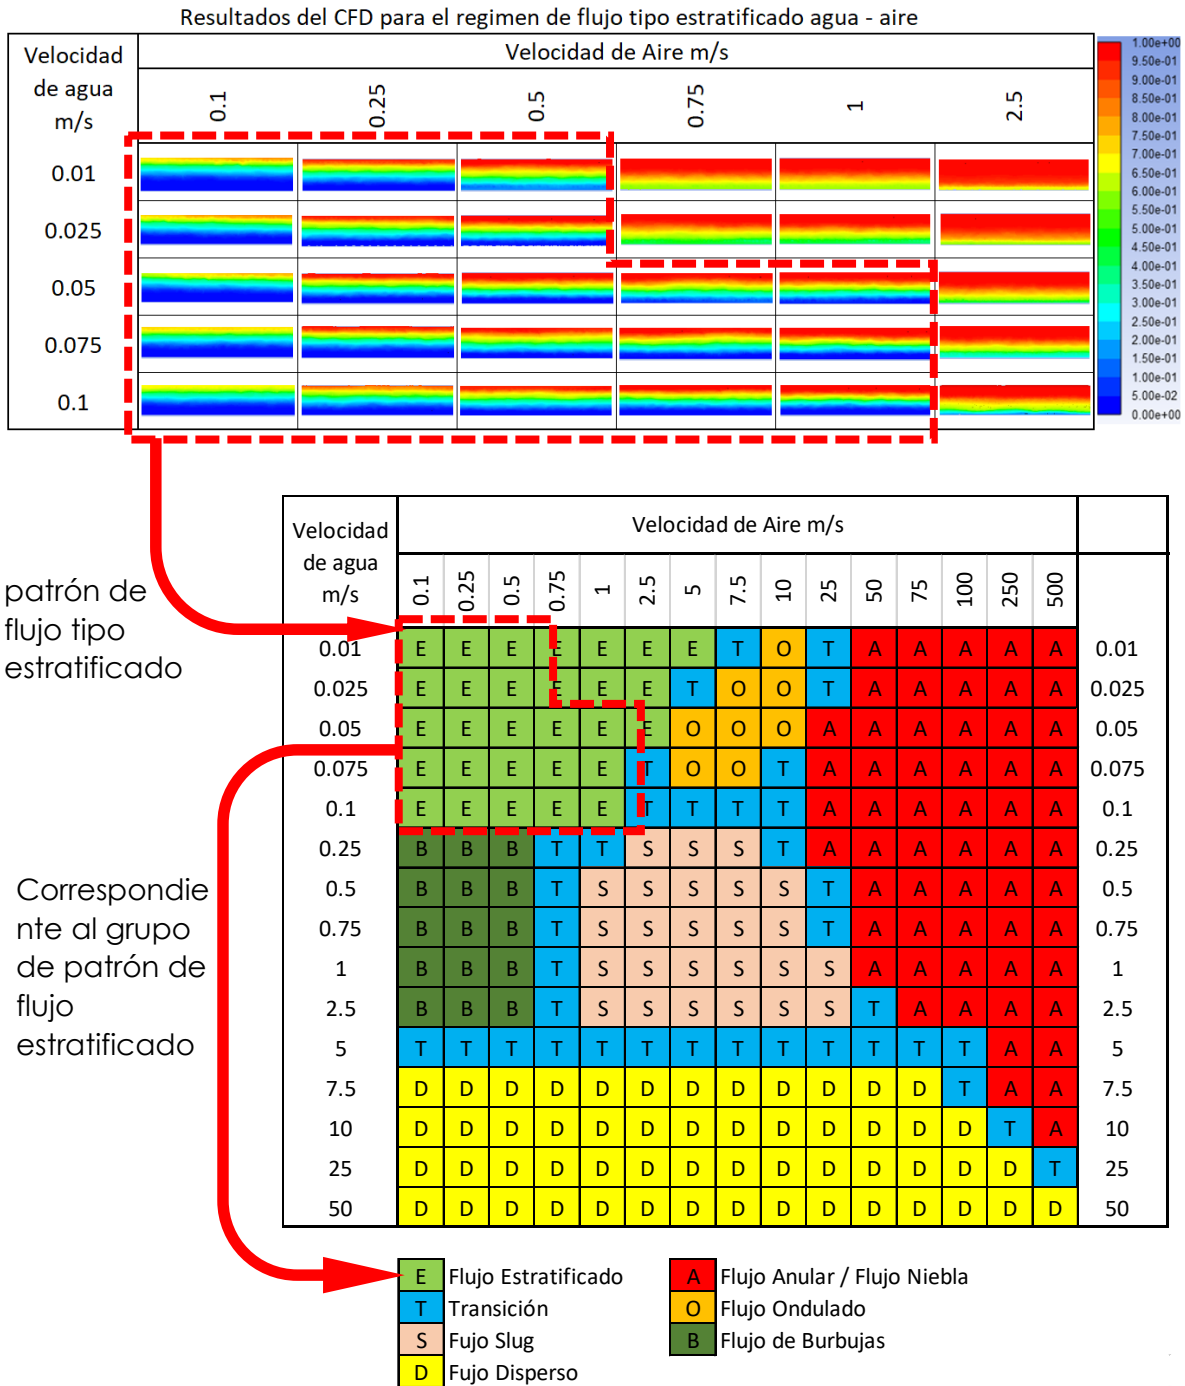 Resultados del CFD para el regimen de flujo tipo estratificado agua - aire
Velocidad de agua m/s
Velocidad de Aire m/s
0.1 0.25 0.5 0.75 1 2.5
0.01
0.025
0.05
0.075
0.1
1.00e+00
9.50e-01
9.00e-01
8.50e-01
8.00e-01
7.50e-01
7.00e-01
6.50e-01
6.00e-01
5.50e-01
5.00e-01
4.50e-01
4.00e-01
3.50e-01
3.00e-01
2.50e-01
2.00e-01
1.50e-01
1.00e-01
5.00e-02
0.00e+00
patrón de
flujo tipo
estratificado
Correspondie
nte al grupo
de patrón de
flujo
estratificado
Velocidad
de agua
m/s
Velocidad de Aire m/s
0.1 0.25 0.5 0.75 1 2.5 5 7.5 10 25 50 75 100 250 500
0.01 E E E E E E E T O T A A A A A 0.01
0.025 E E E E E E T O O T A A A A A 0.025
0.05 E E E E E E O O O A A A A A A 0.05
0.075 E E E E E T O O T A A A A A A 0.075
0.1 E E E E E T T T T A A A A A A 0.1
0.25 B B B T T S S S T A A A A A A 0.25
0.5 B B B T S S S S S T A A A A A 0.5
0.75 B B B T S S S S S T A A A A A 0.75
1 B B B T S S S S S S A A A A A 1
2.5 B B B T S S S S S S T A A A A 2.5
5 T T T T T T T T T T T T T A A 5
7.5 D D D D D D D D D D D D T A A 7.5
10 D D D D D D D D D D D D D T A 10
25 D D D D D D D D D D D D D D T 25
50 D D D D D D D D D D D D D D D 50
E Flujo Estratificado
T Transición
S Fujo Slug
D Fujo Disperso
A Flujo Anular / Flujo Niebla
O Flujo Ondulado
B Flujo de Burbujas